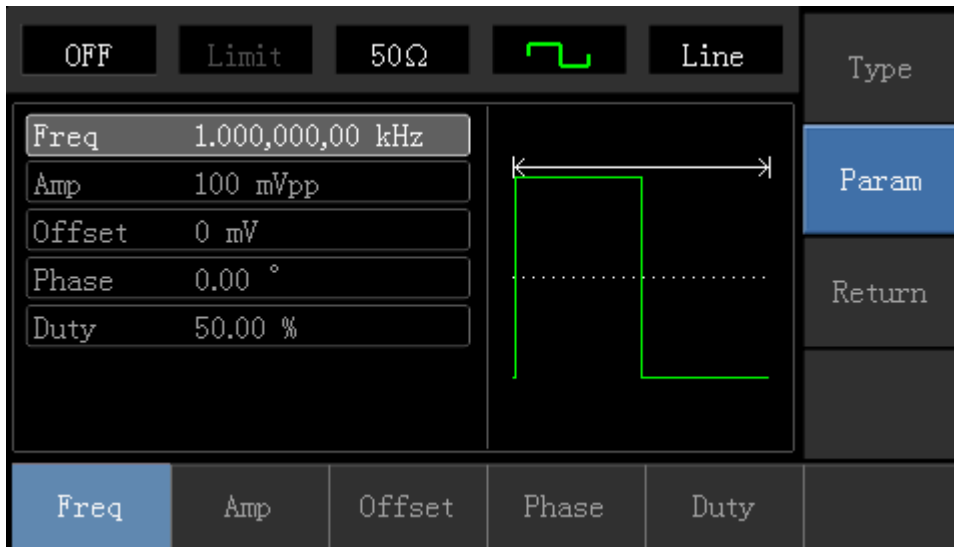 OFF Limit 50Ω Line
Type
Freq 1.000,000,00 kHz
Amp 100 mVpp
Offset 0 mV
Phase 0.00 °
Duty 50.00 %
Param
Return
Freq Amp Offset Phase Duty